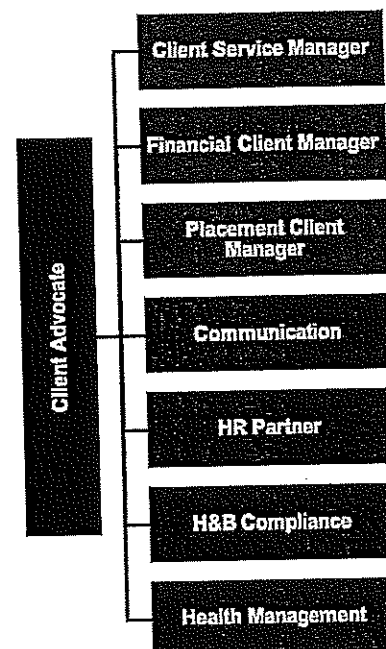 Client Service Manager
Financial Client Manager
Placement Client
Manager
Client Advocate
Communication
HR Partner
H&B Compliance
Health Management